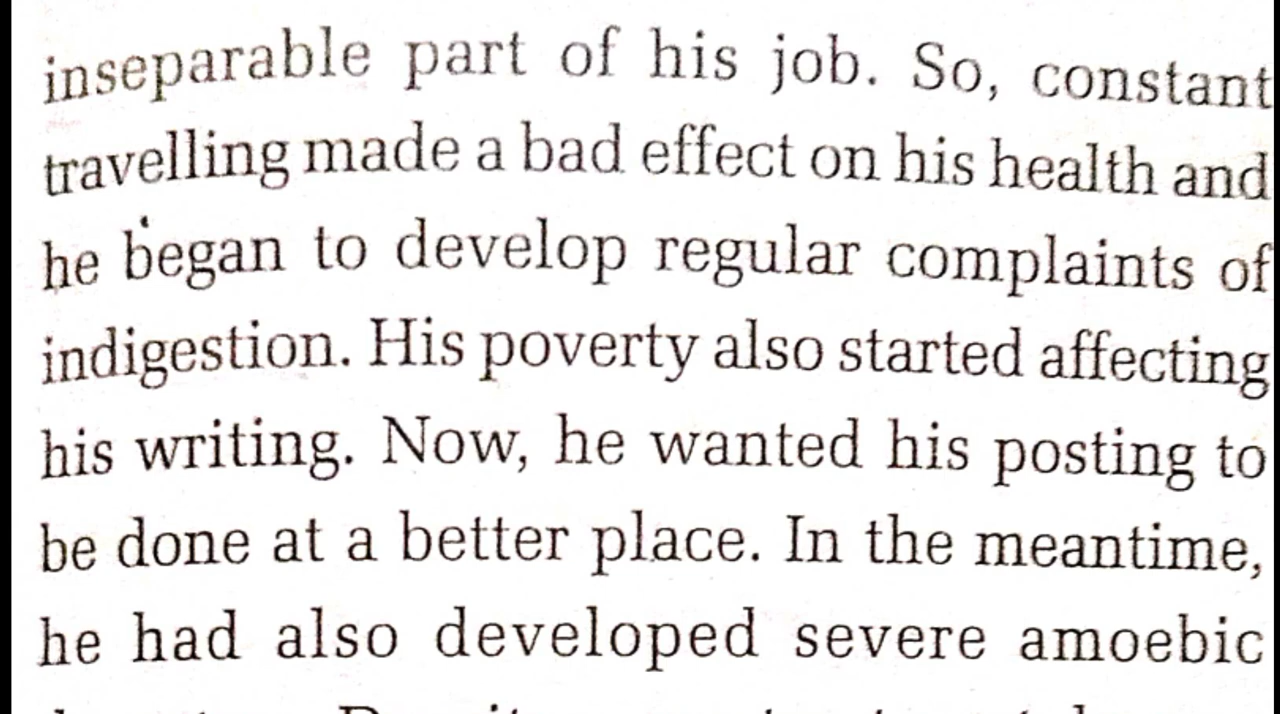 inseparable part of his job. So, constant
travelling made a bad effect on his health and
he began to develop regular complaints of
indigestion. His poverty also started affecting
his writing. Now, he wanted his posting to
be done at a better place. In the meantime,
he had also developed severe amoebic